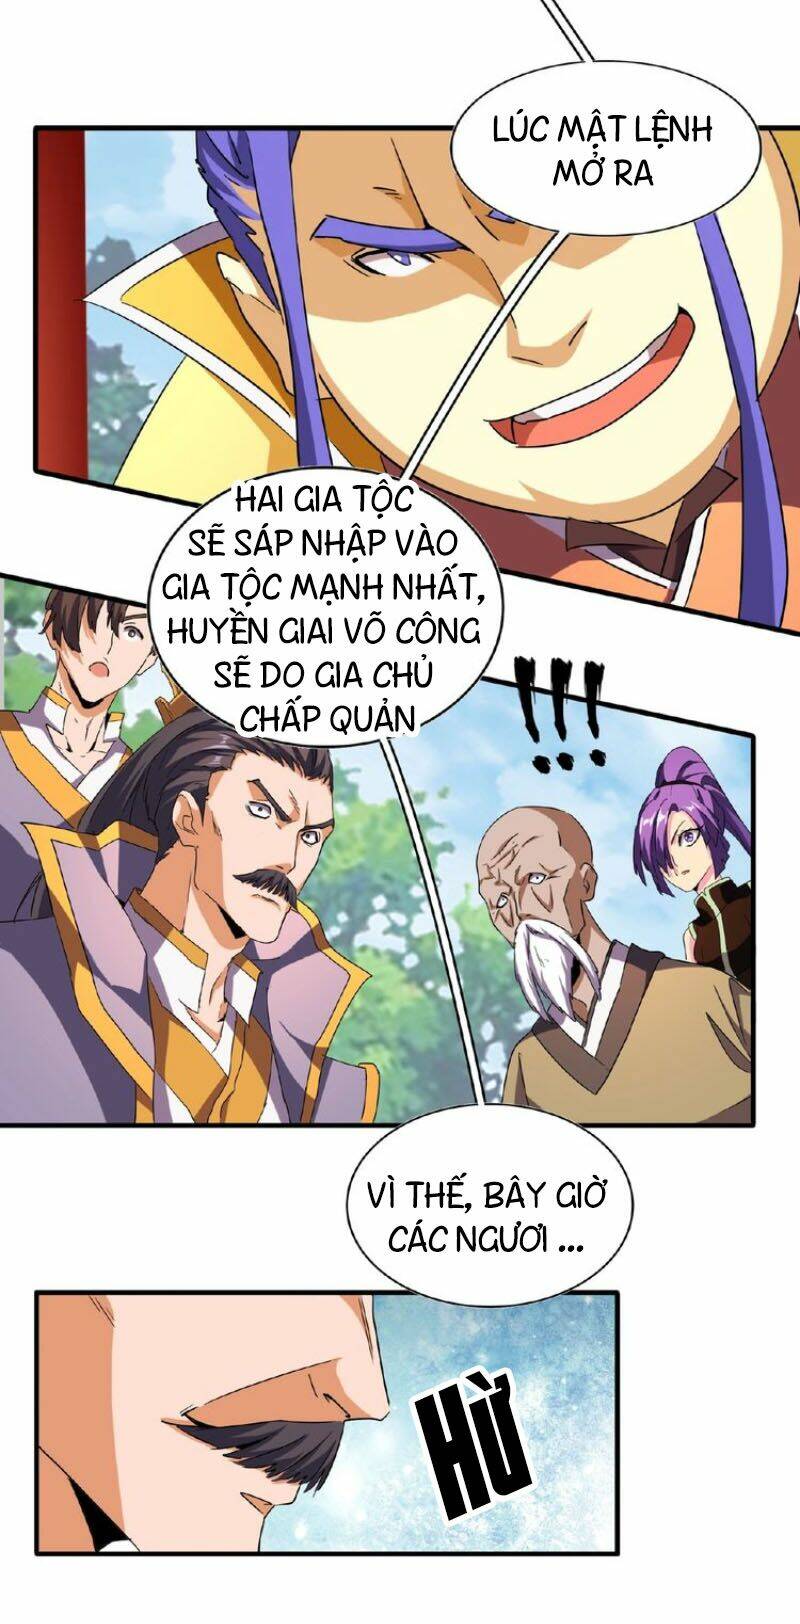 LÚC MẬT LỆNH
MỞ RA
HAI GIA TỘC
SẼ SÁP NHẬP VÀO
GIA TỘC MẠNH NHẤT,
HUYỀN GIAI VÕ CÔNG
SẼ DO GIA CHỦ
CHẤP QUẢN
!!!
VÌ THẾ, BÂY GIỜ
CÁC NGƯƠI ...
HỪ